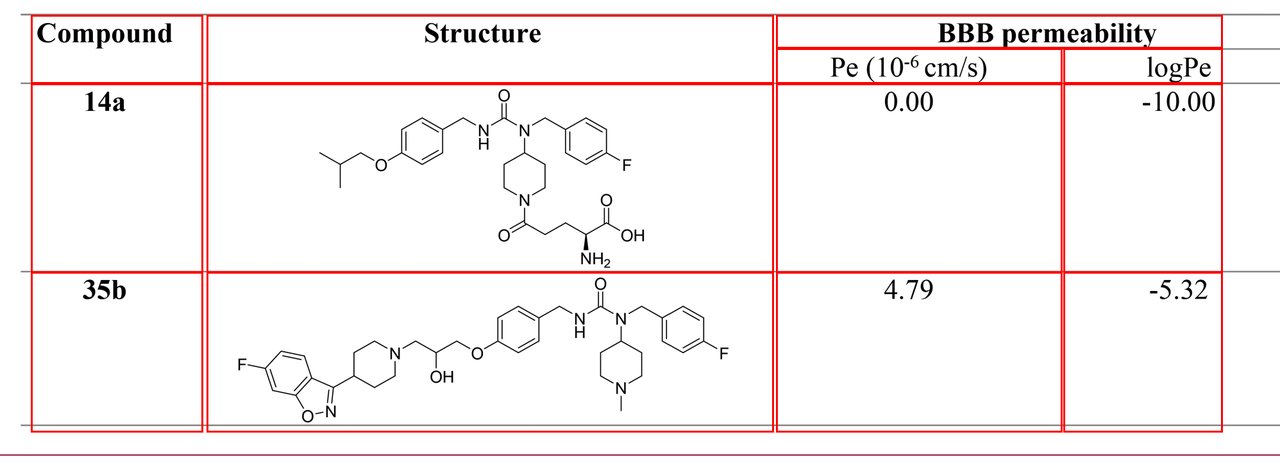 Compound Structure BBB permeability
Pe (10-6 cm/s) logPe
14a 0.00 -10.00
O
N
H
N
O
F
N
O
O
OH
NH2
35b 4.79 -5.32
O
N
H
N
F
N
O
OH
F
N
O
N